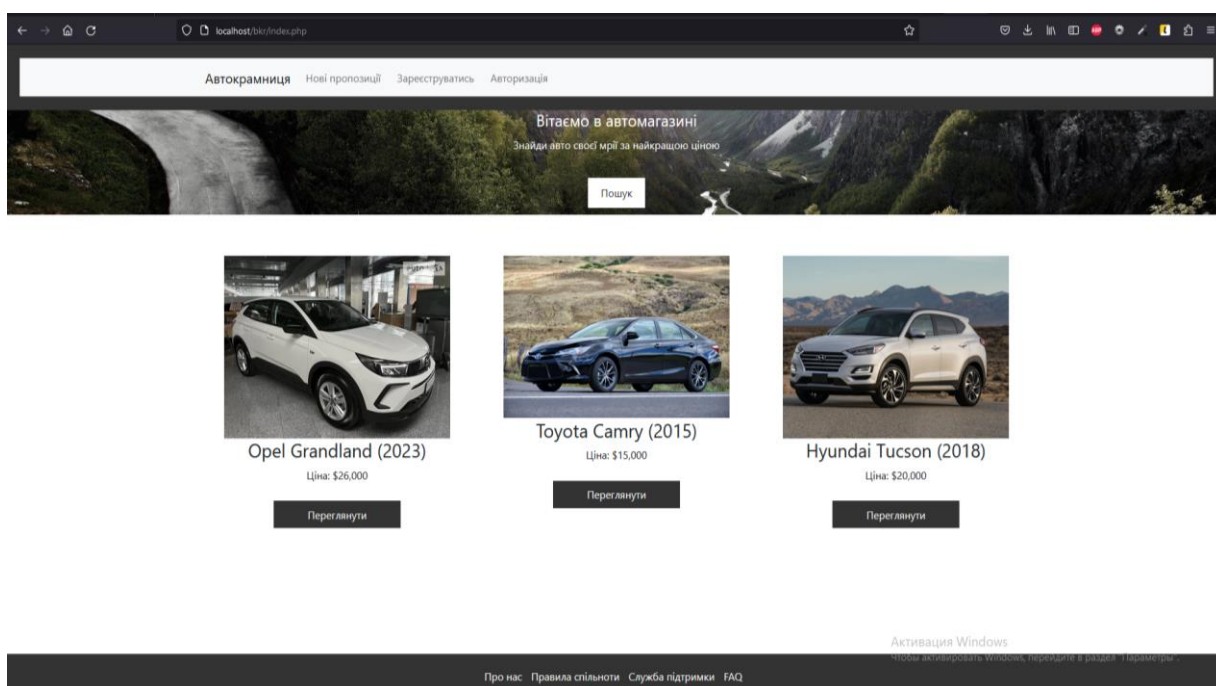 localhost/bkr/index.php
Автокрамниця Нові пропозиції Зареєструватись Авторизація
Вітаємо в автомагазині
Знайди авто своєї мрії за найкращою ціною
Пошук
Opel Grandland (2023)
Ціна: $26,000
Переглянути
Toyota Camry (2015)
Ціна: $15,000
Переглянути
Hyundai Tucson (2018)
Ціна: $20,000
Переглянути
Активация Windows
Чтобы активировать Windows, перейдите в раздел "Параметры".
Про нас Правила спільноти Служба підтримки FAQ